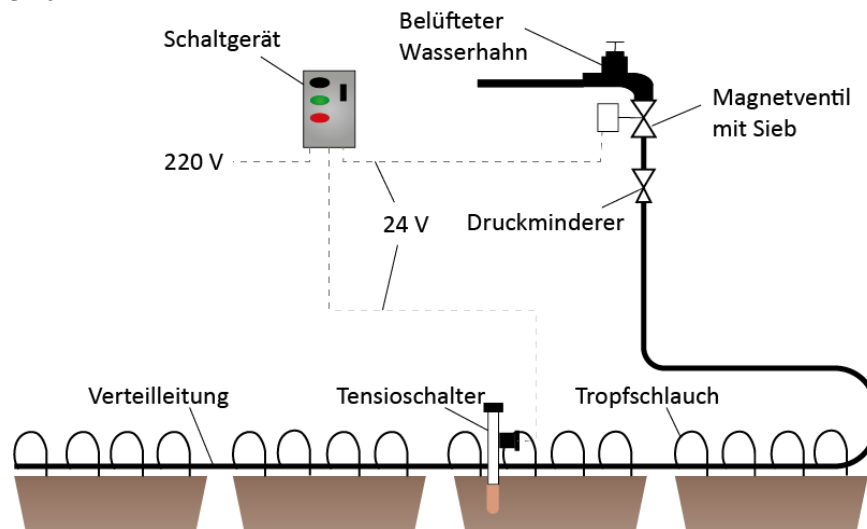 Belüfteter
Wasserhahn
Schaltgerät
Magnetventil
mit Sieb
220 V
24 V
Druckminderer
Verteilleitung
Tensioschalter
Tropfschlauch